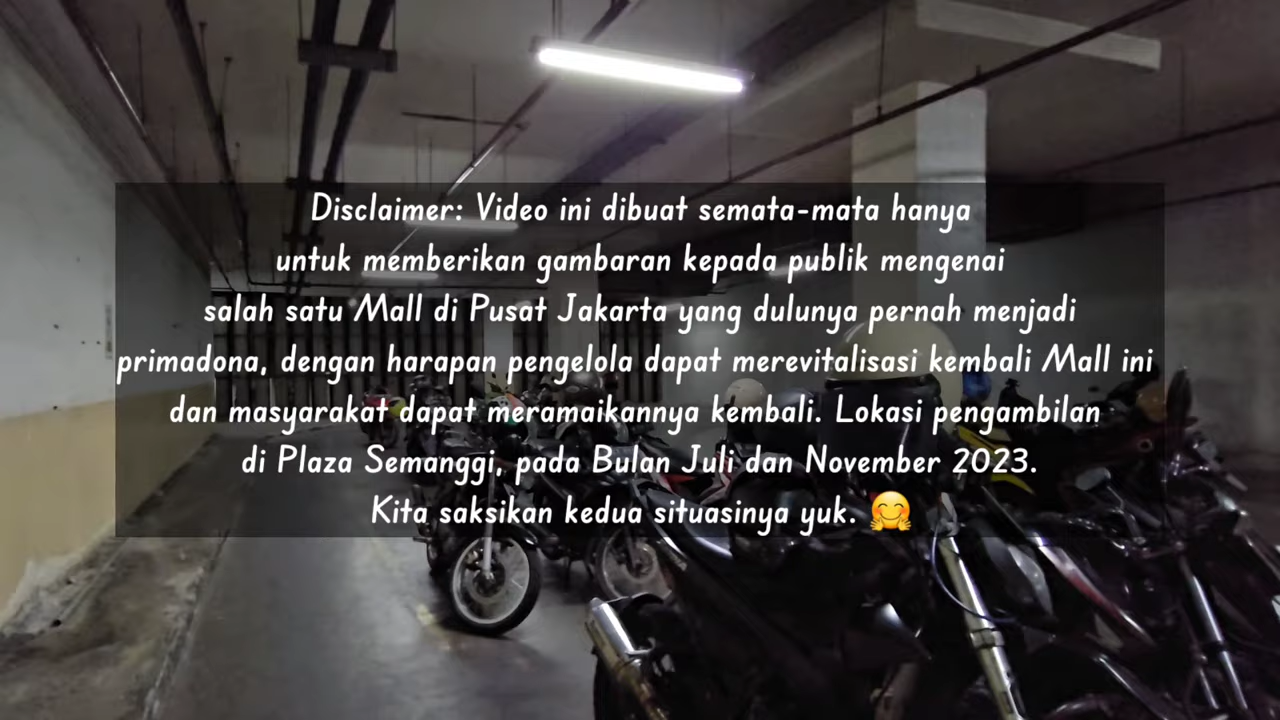 Disclaimer: Video ini dibuat semata-mata hanya
untuk memberikan gambaran kepada publik mengenai
salah satu Mall di Pusat Jakarta yang dulunya pernah menjadi
primadona, dengan harapan pengelola dapat merevitalisasi kembali Mall ini
dan masyarakat dapat meramaikannya kembali. Lokasi pengambilan
di Plaza Semanggi, pada Bulan Juli dan November 2023.
Kita saksikan kedua situasinya yuk. 🤗